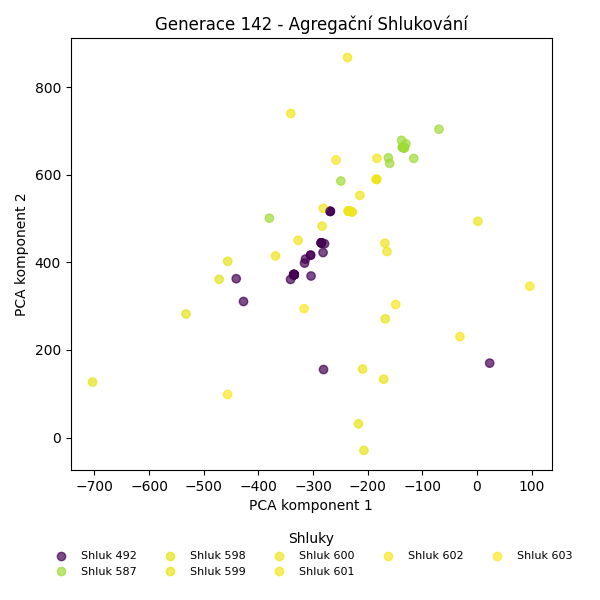 Generace 142 - Agregační Shlukování
PCA komponent 2
800
600
400
200
0
−700 −600 −500 −400 −300 −200 −100 0 100
PCA komponent 1
Shluky
Shluk 492 Shluk 598 Shluk 600 Shluk 602 Shluk 603
Shluk 587 Shluk 599 Shluk 601